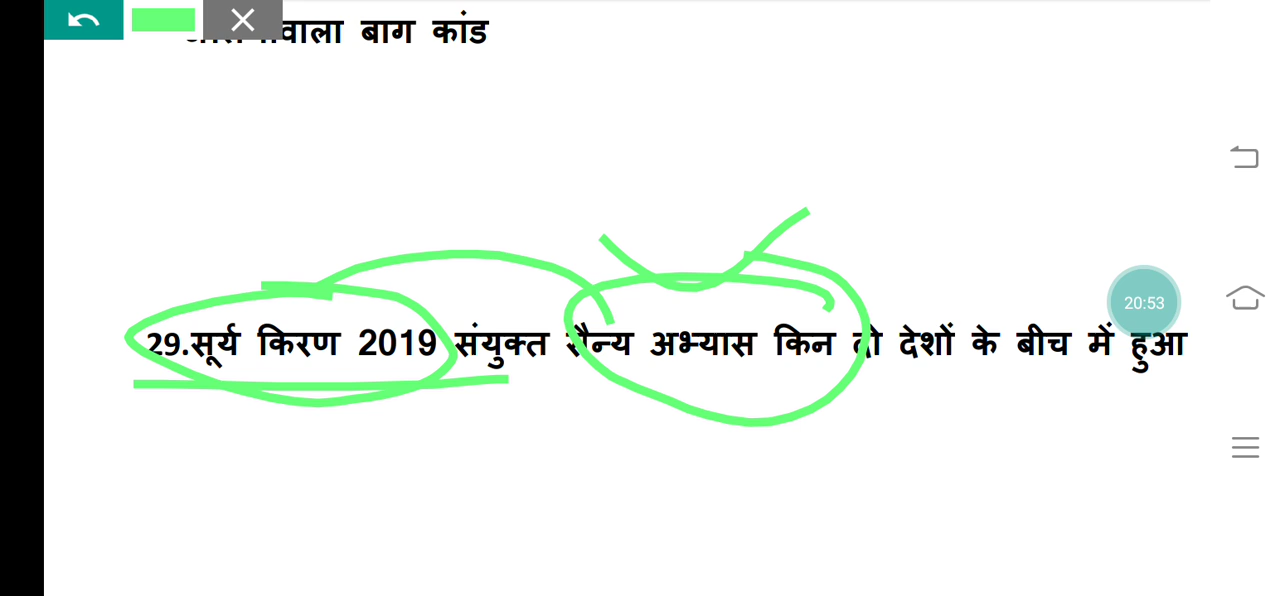 बाग कांड
20:53
29.सूर्य किरण 2019 संयुक्त सैन्य अभ्यास किन दो देशों के बीच में हुआ